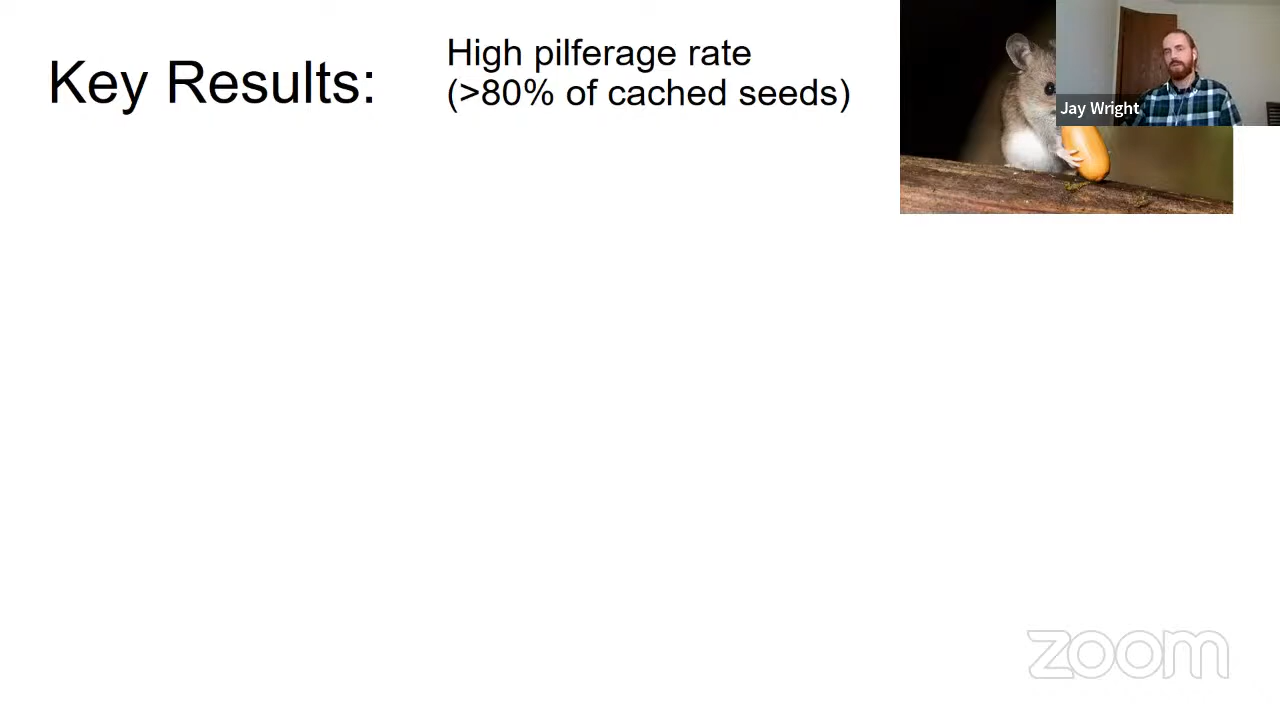 Key Results:
High pilferage rate
(>80% of cached seeds)
Jay Wright
zoom